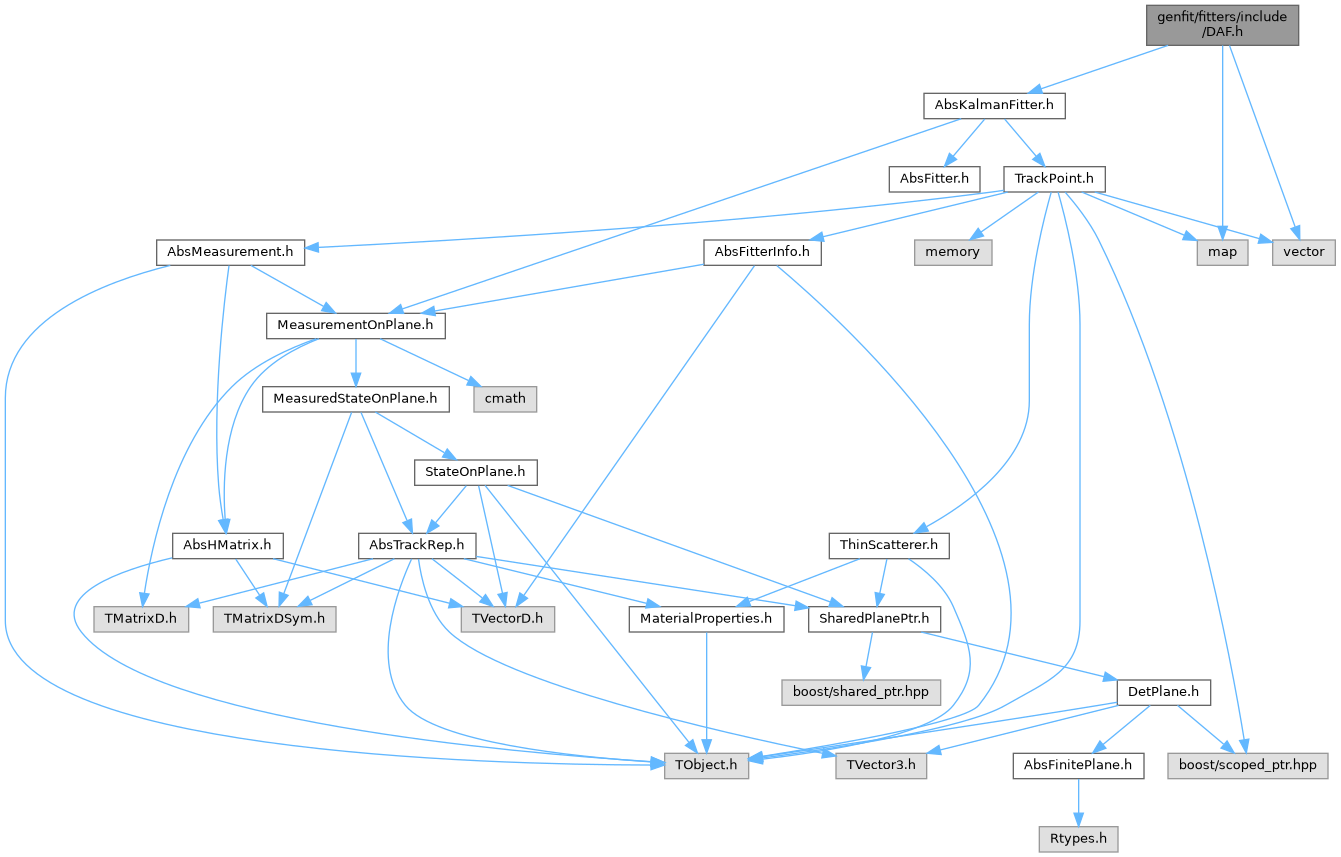 genfit/fitters/include
/DAF.h
AbsKalmanFitter.h
AbsFitter.h
TrackPoint.h
AbsMeasurement.h
AbsFitterInfo.h
memory
map
vector
MeasurementOnPlane.h
MeasuredStateOnPlane.h
cmath
StateOnPlane.h
AbsHMatrix.h
AbsTrackRep.h
ThinScatterer.h
TMatrixD.h
TMatrixDSym.h
TVectorD.h
MaterialProperties.h
SharedPlanePtr.h
boost/shared_ptr.hpp
DetPlane.h
TObject.h
TVector3.h
AbsFinitePlane.h
boost/scoped_ptr.hpp
Rtypes.h